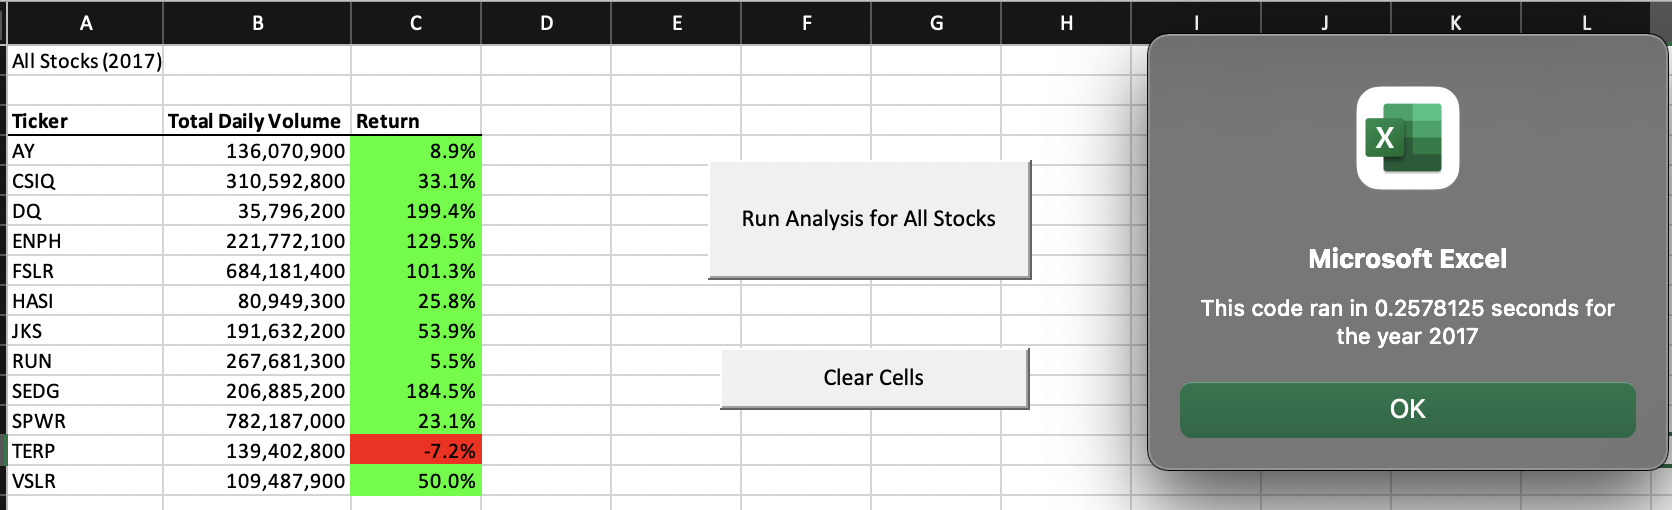 A B C D E F G H I J K L
All Stocks (2017)
Ticker Total Daily Volume Return
AY 136,070,900 8.9%
CSIQ 310,592,800 33.1%
DQ 35,796,200 199.4%
ENPH 221,772,100 129.5%
FSLR 684,181,400 101.3%
HASI 80,949,300 25.8%
JKS 191,632,200 53.9%
RUN 267,681,300 5.5%
SEDG 206,885,200 184.5%
SPWR 782,187,000 23.1%
TERP 139,402,800 -7.2%
VSLR 109,487,900 50.0%
Run Analysis for All Stocks
Clear Cells
X
Microsoft Excel
This code ran in 0.2578125 seconds for
the year 2017
OK